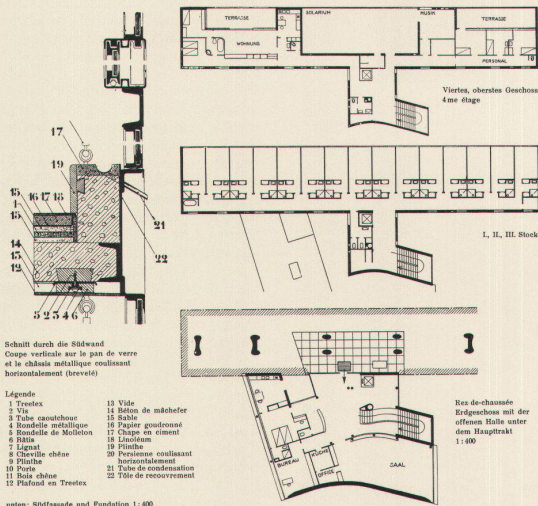 TERRASSE
SOLARIUM
MUSIK
TERRASSE
WOHNUNG
PERSONAL
Viertes, oberstes Geschoss
4me étage
I., II., III. Stock
17
19
15 16 17 18
1
15
14
13
12
5 2 3 4 6
21
22
Schnitt durch die Südwand
Coupe verticale sur le pan de verre
et le châssis métallique coulissant
horizontalement (brevelé)
Légende
1 Treetex
2 Vis
3 Tube caoutchouc
4 Rondelle métallique
5 Rondelle de Molleton
6 Râtis
7 Lignat
8 Cheville chêne
9 Plinthe
10 Porte
11 Bois chêne
12 Plafond en Treetex
13 Vide
14 Béton de mâchefer
15 Sable
16 Papier goudronné
17 Chape en ciment
18 Linoléum
19 Plinthe
20 Persienne coulissant
horizontalement
21 Tube de condensation
22 Tôle de recouvrement
BUREAU
KÜCHE
OFFICE
SAAL
Rez-de-chaussée
Erdgeschoss mit der
offenen Halle unter
dem Haupttrakt
1:400
unten: Südfassade und Fondation 1:400